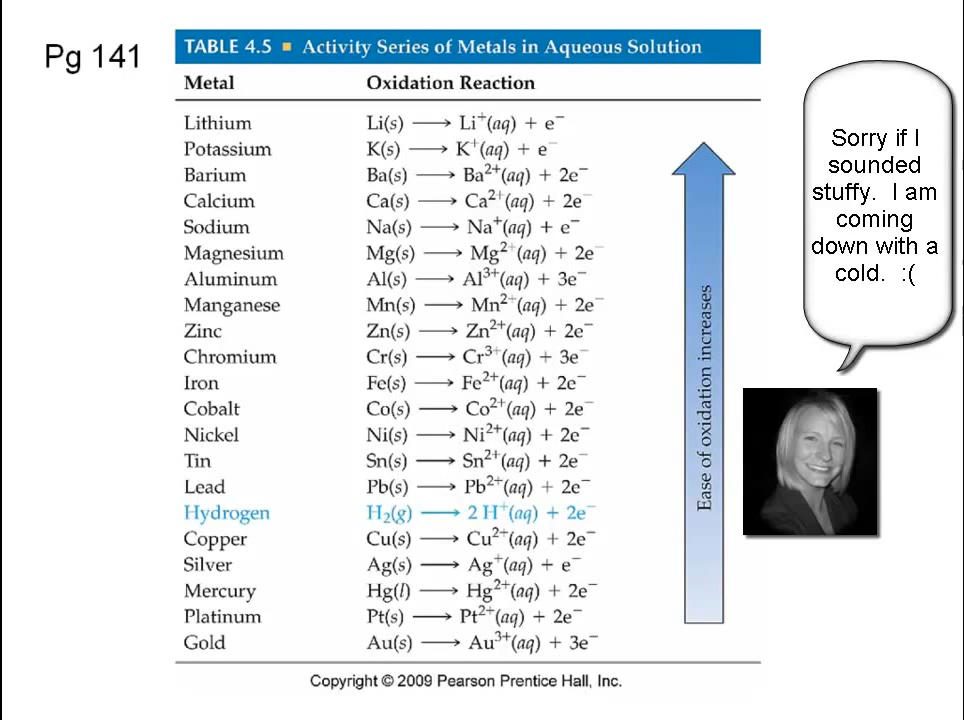 Pg 141
TABLE 4.5 ■ Activity Series of Metals in Aqueous Solution
Metal Oxidation Reaction
Lithium Li(s) ⟶ Li⁺(aq) + e⁻
Potassium K(s) ⟶ K⁺(aq) + e⁻
Barium Ba(s) ⟶ Ba²⁺(aq) + 2e⁻
Calcium Ca(s) ⟶ Ca²⁺(aq) + 2e⁻
Sodium Na(s) ⟶ Na⁺(aq) + e⁻
Magnesium Mg(s) ⟶ Mg²⁺(aq) + 2e⁻
Aluminum Al(s) ⟶ Al³⁺(aq) + 3e⁻
Manganese Mn(s) ⟶ Mn²⁺(aq) + 2e⁻
Zinc Zn(s) ⟶ Zn²⁺(aq) + 2e⁻
Chromium Cr(s) ⟶ Cr³⁺(aq) + 3e⁻
Iron Fe(s) ⟶ Fe²⁺(aq) + 2e⁻
Cobalt Co(s) ⟶ Co²⁺(aq) + 2e⁻
Nickel Ni(s) ⟶ Ni²⁺(aq) + 2e⁻
Tin Sn(s) ⟶ Sn²⁺(aq) + 2e⁻
Lead Pb(s) ⟶ Pb²⁺(aq) + 2e⁻
Hydrogen H₂(g) ⟶ 2 H⁺(aq) + 2e⁻
Copper Cu(s) ⟶ Cu²⁺(aq) + 2e⁻
Silver Ag(s) ⟶ Ag⁺(aq) + e⁻
Mercury Hg(l) ⟶ Hg²⁺(aq) + 2e⁻
Platinum Pt(s) ⟶ Pt²⁺(aq) + 2e⁻
Gold Au(s) ⟶ Au³⁺(aq) + 3e⁻
Ease of oxidation increases
Copyright © 2009 Pearson Prentice Hall, Inc.
Sorry if I
sounded
stuffy. I am
coming
down with a
cold. :(